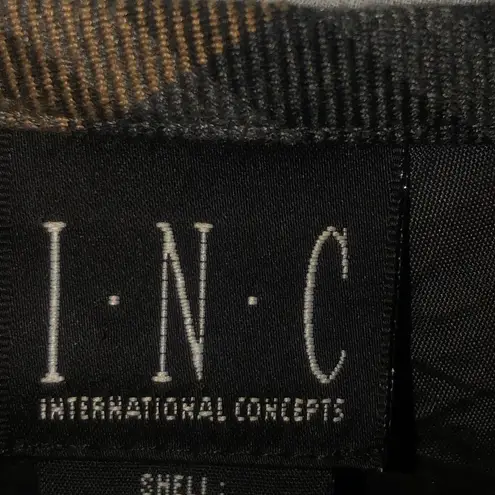 I·N·C
INTERNATIONAL CONCEPTS
SHELL: